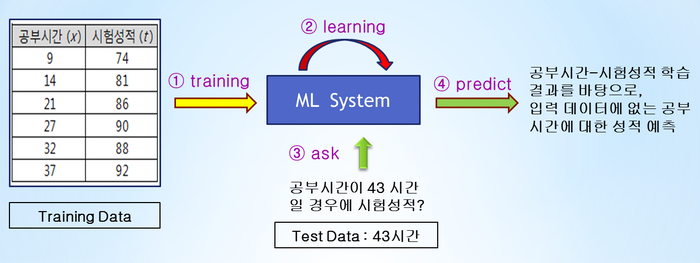 공부시간 (x) 시험성적 (t)
9 74
14 81
21 86
27 90
32 88
37 92
Training Data
① training
② learning
ML System
③ ask
공부시간이 43 시간
일 경우에 시험성적?
Test Data : 43시간
④ predict
공부시간-시험성적 학습
결과를 바탕으로,
입력 데이터에 없는 공부
시간에 대한 성적 예측